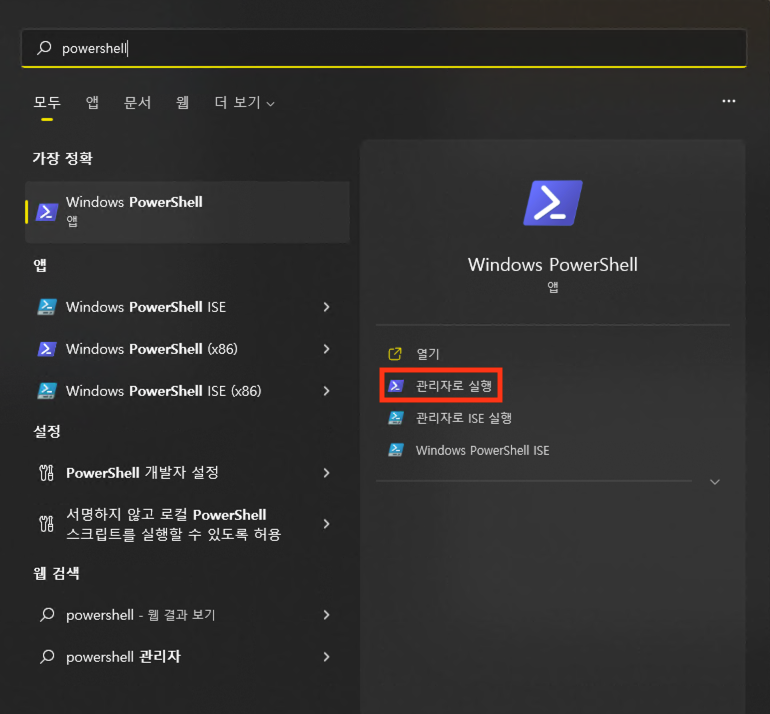 powershell
모두 앱 문서 웹 더 보기
가장 정확
Windows PowerShell
앱
앱
Windows PowerShell ISE
Windows PowerShell (x86)
Windows PowerShell ISE (x86)
설정
PowerShell 개발자 설정
서명하지 않고 로컬 PowerShell
스크립트를 실행할 수 있도록 허용
웹 검색
powershell - 웹 결과 보기
powershell 관리자
Windows PowerShell
앱
열기
관리자로 실행
관리자로 ISE 실행
Windows PowerShell ISE